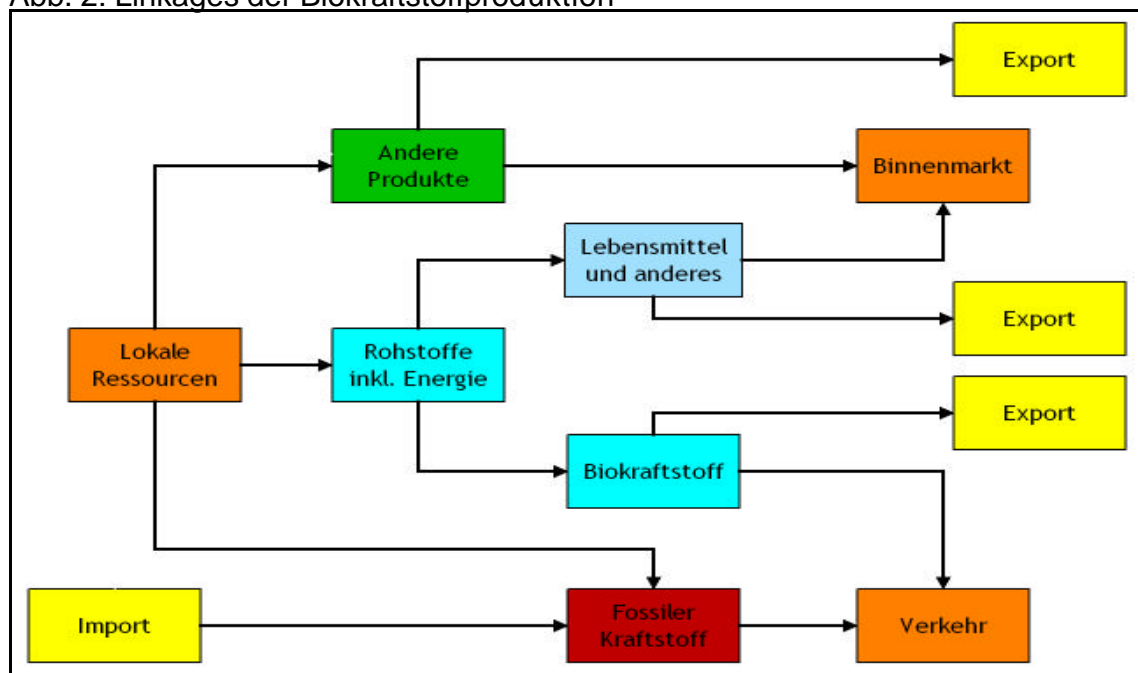 Abb. 2: Linkages der Biokraftstoffproduktion
Export
Andere
Produkte
Binnenmarkt
Lebensmittel
und anderes
Export
Lokale
Ressourcen
Rohstoffe
inkl. Energie
Export
Biokraftstoff
Import
Fossiler
Kraftstoff
Verkehr